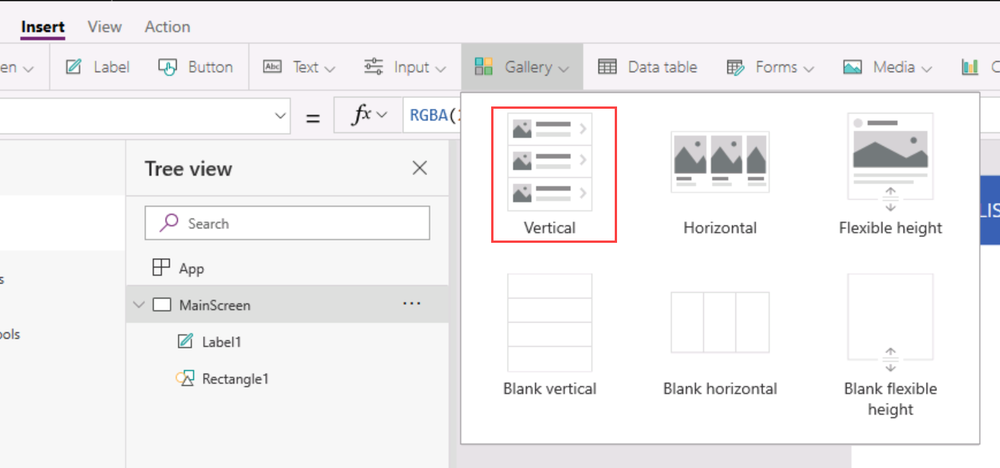 Insert View Action
en Label Button Text Input Gallery Data table Forms Media C
Abc
= fx RGBA(
Tree view
Search
App
MainScreen
Label1
Rectangle1
s
ools
Vertical Horizontal Flexible height
Blank vertical Blank horizontal Blank flexible
height
LIS